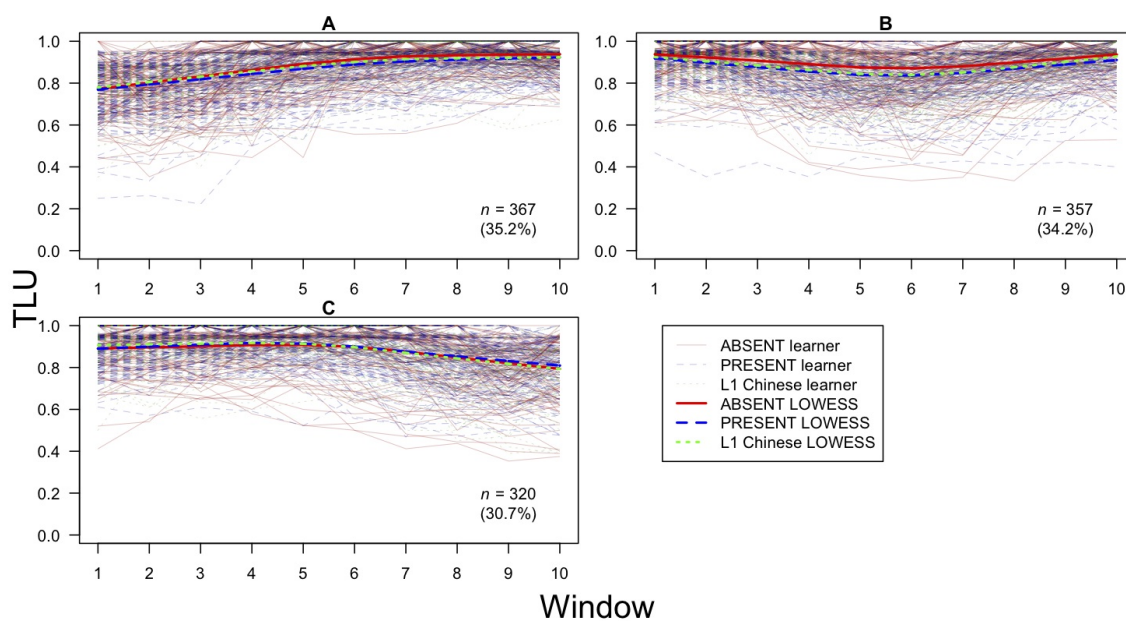 A
1.0
0.8
0.6
0.4
0.2
0.0
n = 367
(35.2%)
1 2 3 4 5 6 7 8 9 10
B
1.0
0.8
0.6
0.4
0.2
0.0
n = 357
(34.2%)
1 2 3 4 5 6 7 8 9 10
TLU
C
1.0
0.8
0.6
0.4
0.2
0.0
n = 320
(30.7%)
1 2 3 4 5 6 7 8 9 10
ABSENT learner
PRESENT learner
L1 Chinese learner
ABSENT LOWESS
PRESENT LOWESS
L1 Chinese LOWESS
Window